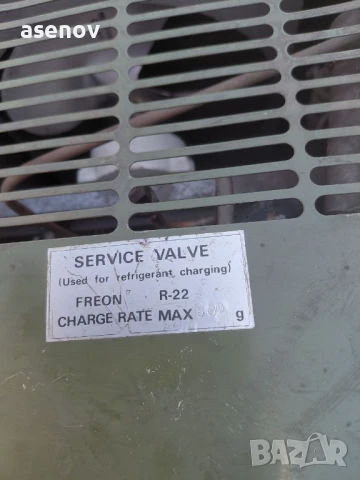 asenov
SERVICE VALVE
(Used for refrigerant charging)
FREON R-22
CHARGE RATE MAX g
BAZAR